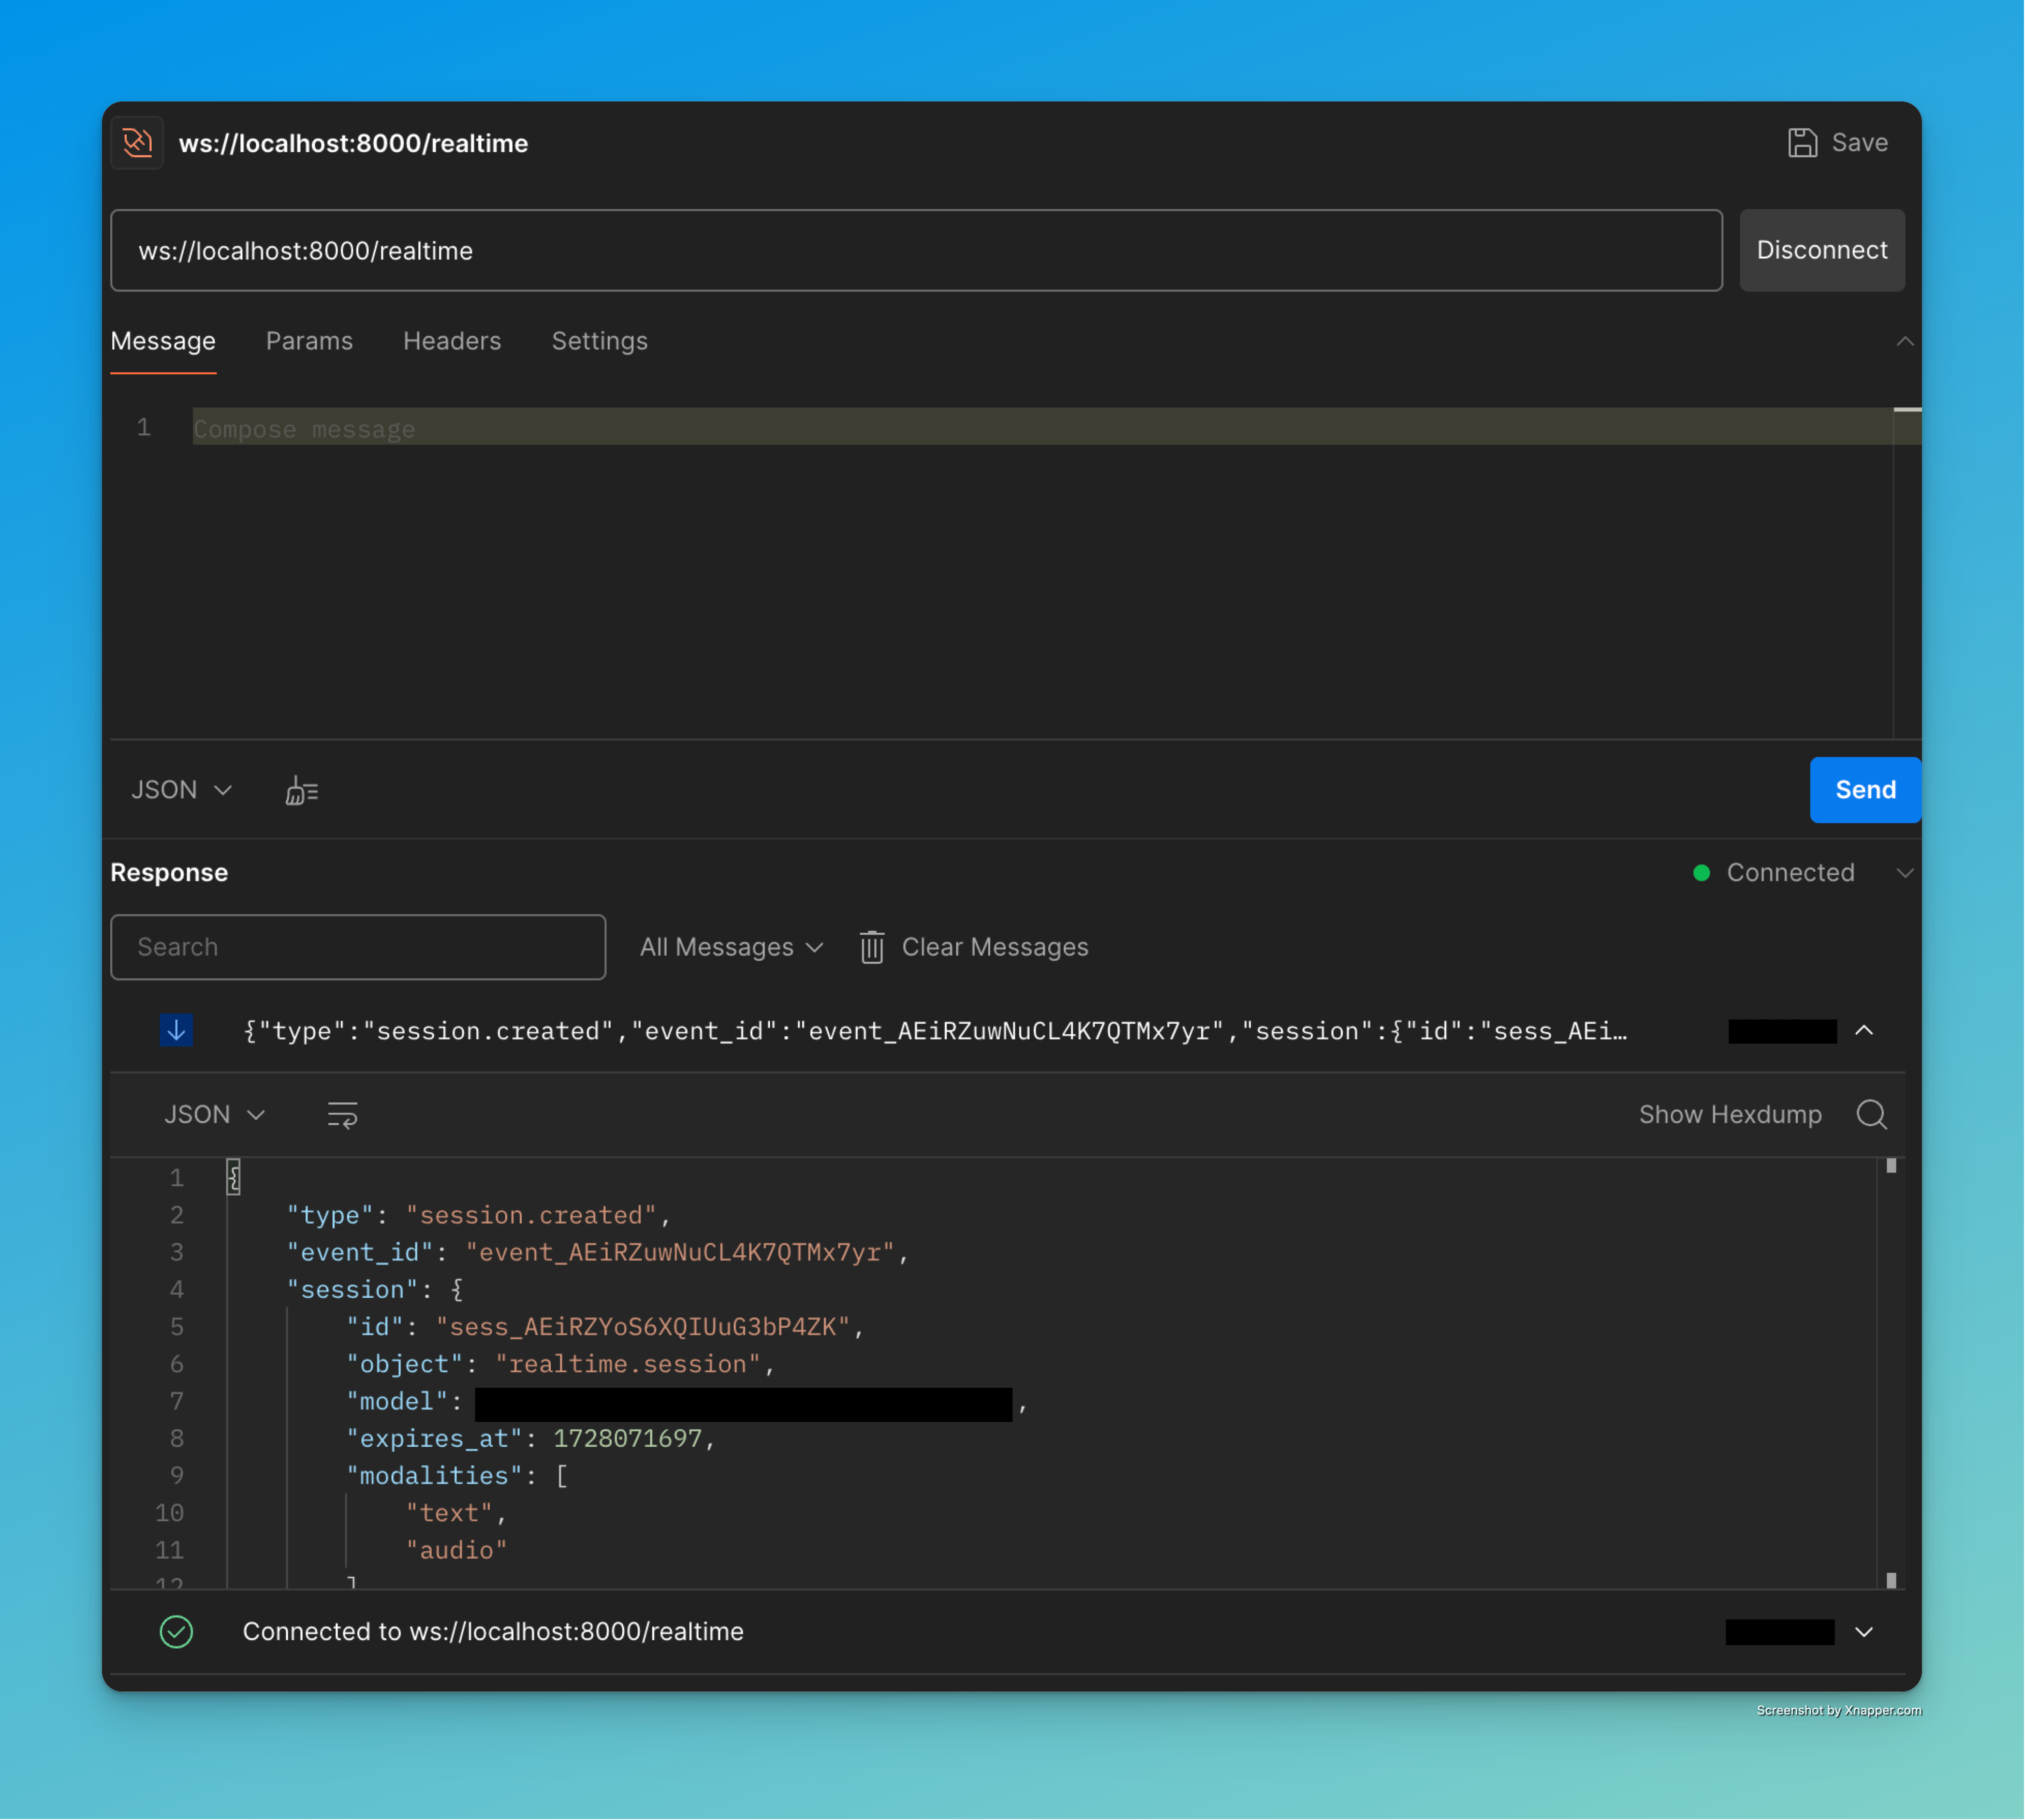 ws://localhost:8000/realtime
Save
ws://localhost:8000/realtime
Disconnect
Message Params Headers Settings
1 Compose message
JSON
Send
Response
Connected
Search
All Messages
Clear Messages
{"type":"session.created","event_id":"event_AEiRZuwNuCL4K7QTMx7yr","session":{"id":"sess_AEi…
JSON
Show Hexdump
1 {
2 "type": "session.created",
3 "event_id": "event_AEiRZuwNuCL4K7QTMx7yr",
4 "session": {
5 "id": "sess_AEiRZYoS6XQIUuG3bP4ZK",
6 "object": "realtime.session",
7 "model": ,
8 "expires_at": 1728071697,
9 "modalities": [
10 "text",
11 "audio"
12 ]
Connected to ws://localhost:8000/realtime
Screenshot by Xnapper.com